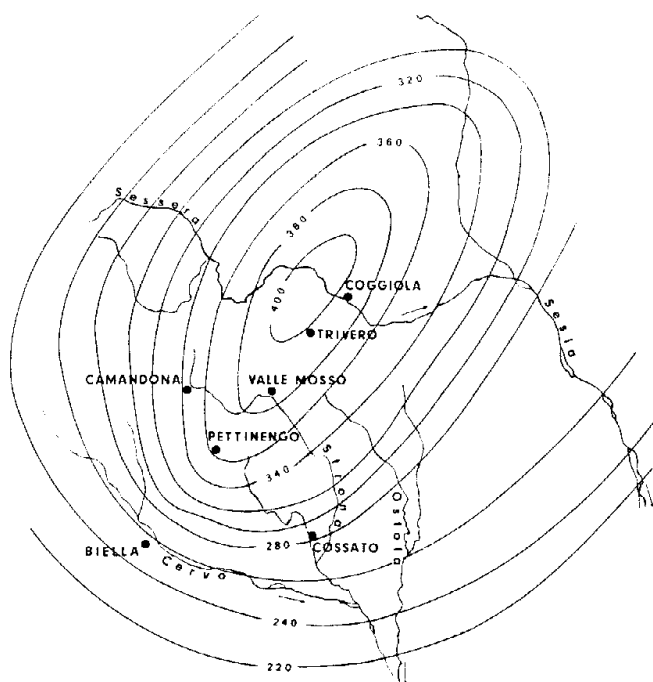 320
360
Sessera
380
400
COGGIOLA
TRIVERO
Sesia
CAMANDONA
VALLE MOSSO
PETTINENGO
Strona
340
Ostola
280
COSSATO
BIELLA
Cervo
240
220